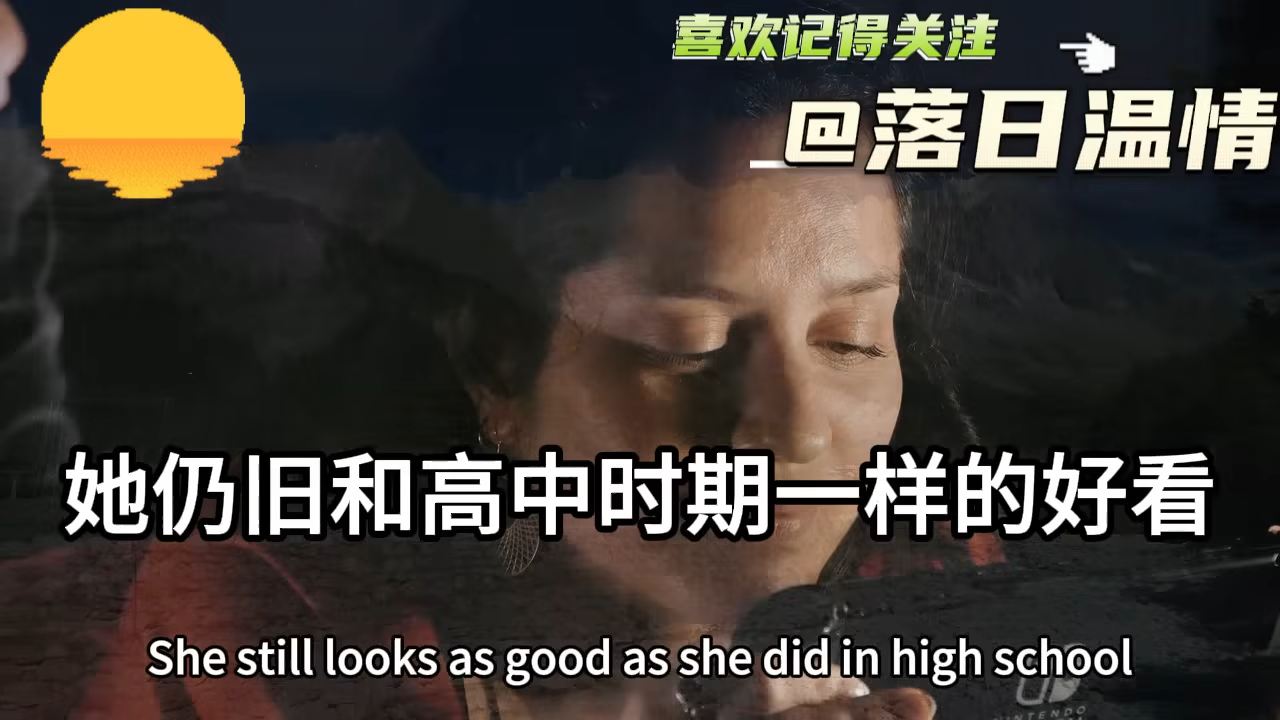 喜欢记得关注
@落日温情
她仍旧和高中时期一样的好看
She still looks as good as she did in high school
NINTENDO